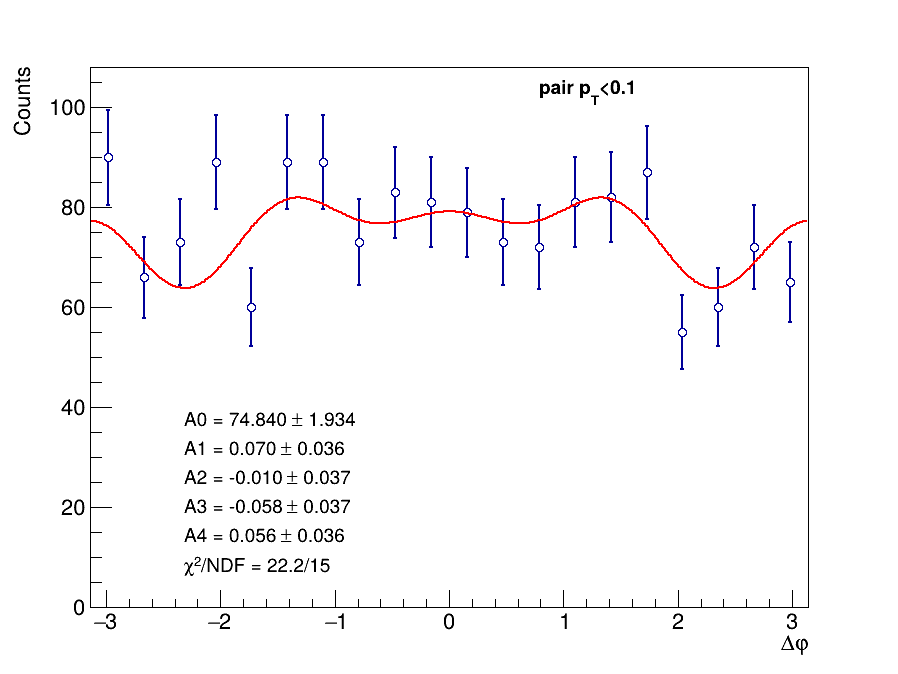 Counts
pair pT<0.1
100
80
60
40
20
0
A0 = 74.840 ± 1.934
A1 = 0.070 ± 0.036
A2 = -0.010 ± 0.037
A3 = -0.058 ± 0.037
A4 = 0.056 ± 0.036
χ²/NDF = 22.2/15
−3 −2 −1 0 1 2 3
Δφ